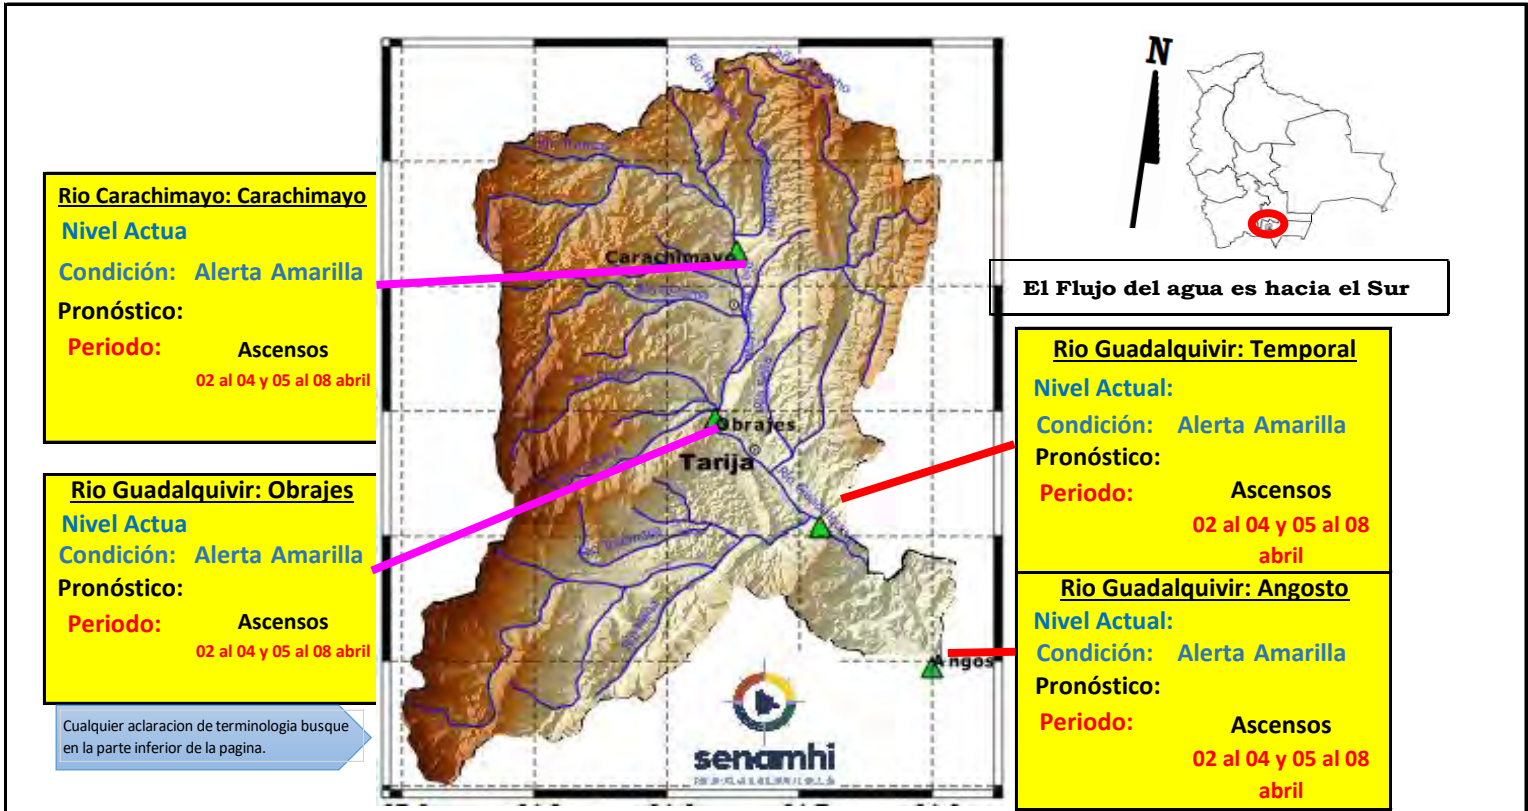 Rio Carachimayo: Carachimayo
Nivel Actua
Condición: Alerta Amarilla
Pronóstico:
Periodo: Ascensos
02 al 04 y 05 al 08 abril
Rio Guadalquivir: Obrajes
Nivel Actua
Condición: Alerta Amarilla
Pronóstico:
Periodo: Ascensos
02 al 04 y 05 al 08 abril
Cualquier aclaracion de terminologia busque
en la parte inferior de la pagina.
Carachimayo
Obrajes
Tarija
Angos
senamhi
N
El Flujo del agua es hacia el Sur
Rio Guadalquivir: Temporal
Nivel Actual:
Condición: Alerta Amarilla
Pronóstico:
Periodo: Ascensos
02 al 04 y 05 al 08
abril
Rio Guadalquivir: Angosto
Nivel Actual:
Condición: Alerta Amarilla
Pronóstico:
Periodo: Ascensos
02 al 04 y 05 al 08
abril